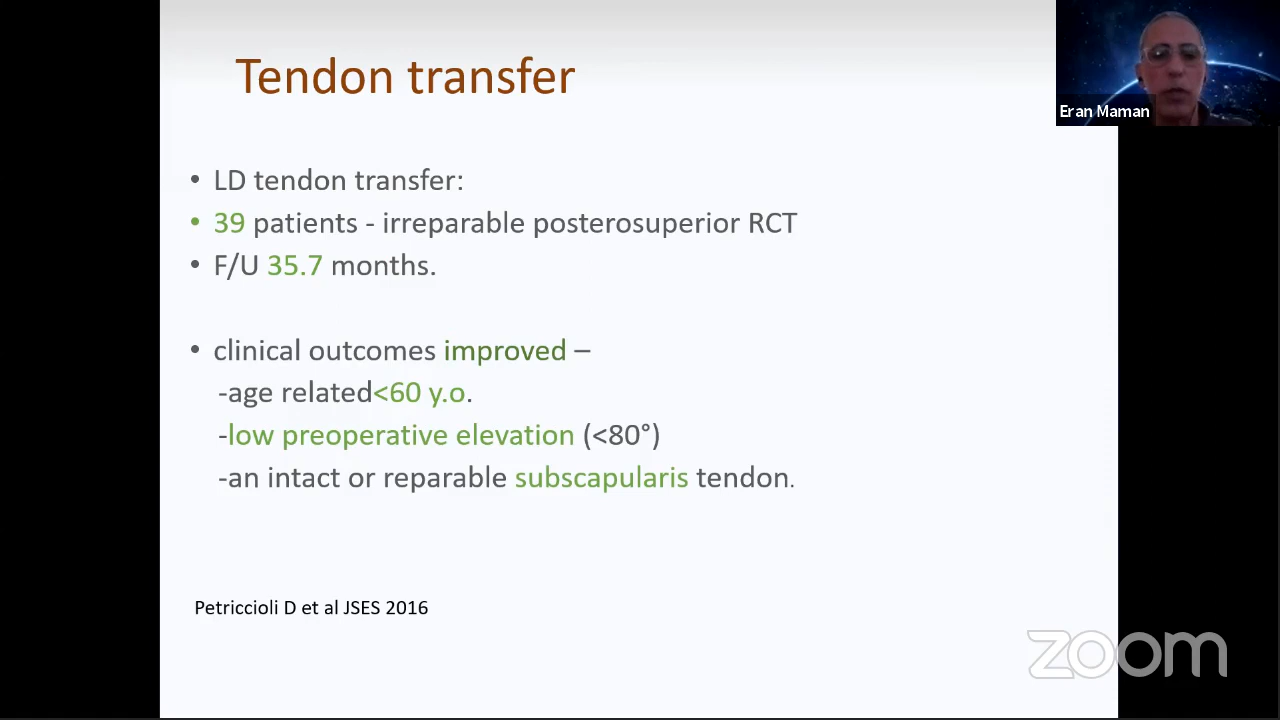 Tendon transfer
Eran Maman
• LD tendon transfer:
• 39 patients - irreparable posterosuperior RCT
• F/U 35.7 months.
• clinical outcomes improved –
-age related<60 y.o.
-low preoperative elevation (<80°)
-an intact or reparable subscapularis tendon.
Petriccioli D et al JSES 2016
zoom